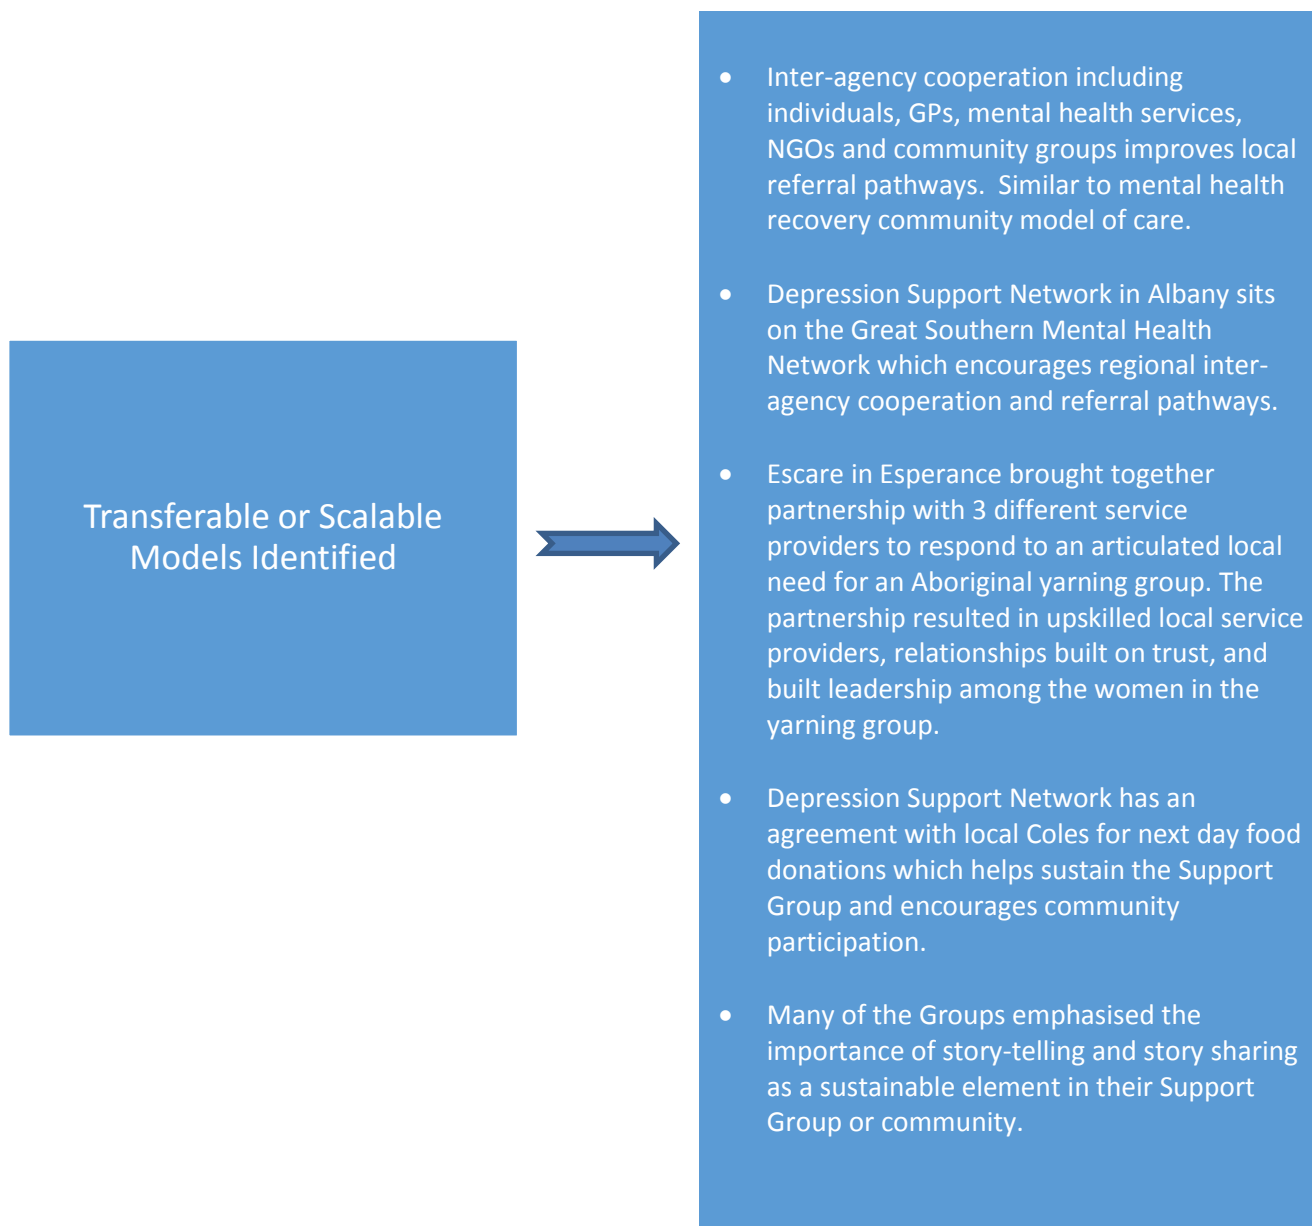 Transferable or Scalable
Models Identified
• Inter-agency cooperation including
individuals, GPs, mental health services,
NGOs and community groups improves local
referral pathways.  Similar to mental health
recovery community model of care.
• Depression Support Network in Albany sits
on the Great Southern Mental Health
Network which encourages regional inter-
agency cooperation and referral pathways.
• Escare in Esperance brought together
partnership with 3 different service
providers to respond to an articulated local
need for an Aboriginal yarning group. The
partnership resulted in upskilled local service
providers, relationships built on trust, and
built leadership among the women in the
yarning group.
• Depression Support Network has an
agreement with local Coles for next day food
donations which helps sustain the Support
Group and encourages community
participation.
• Many of the Groups emphasised the
importance of story-telling and story sharing
as a sustainable element in their Support
Group or community.